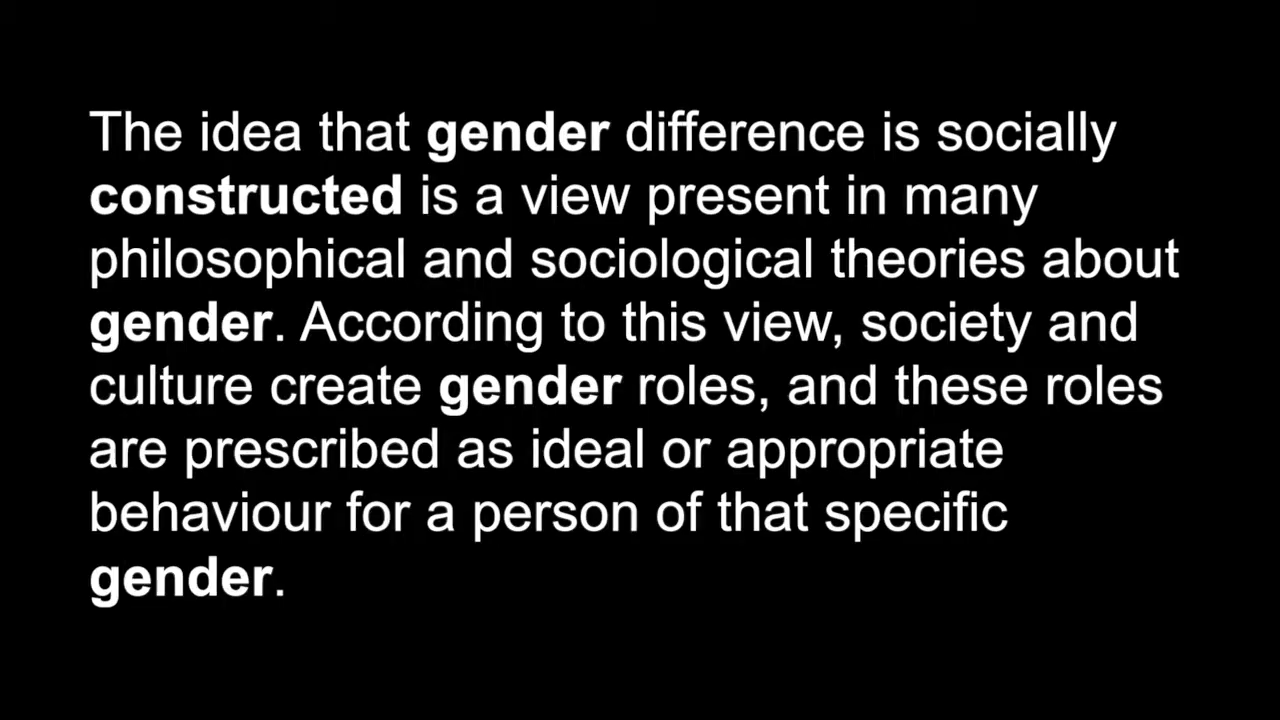 The idea that gender difference is socially
constructed is a view present in many
philosophical and sociological theories about
gender. According to this view, society and
culture create gender roles, and these roles
are prescribed as ideal or appropriate
behaviour for a person of that specific
gender.